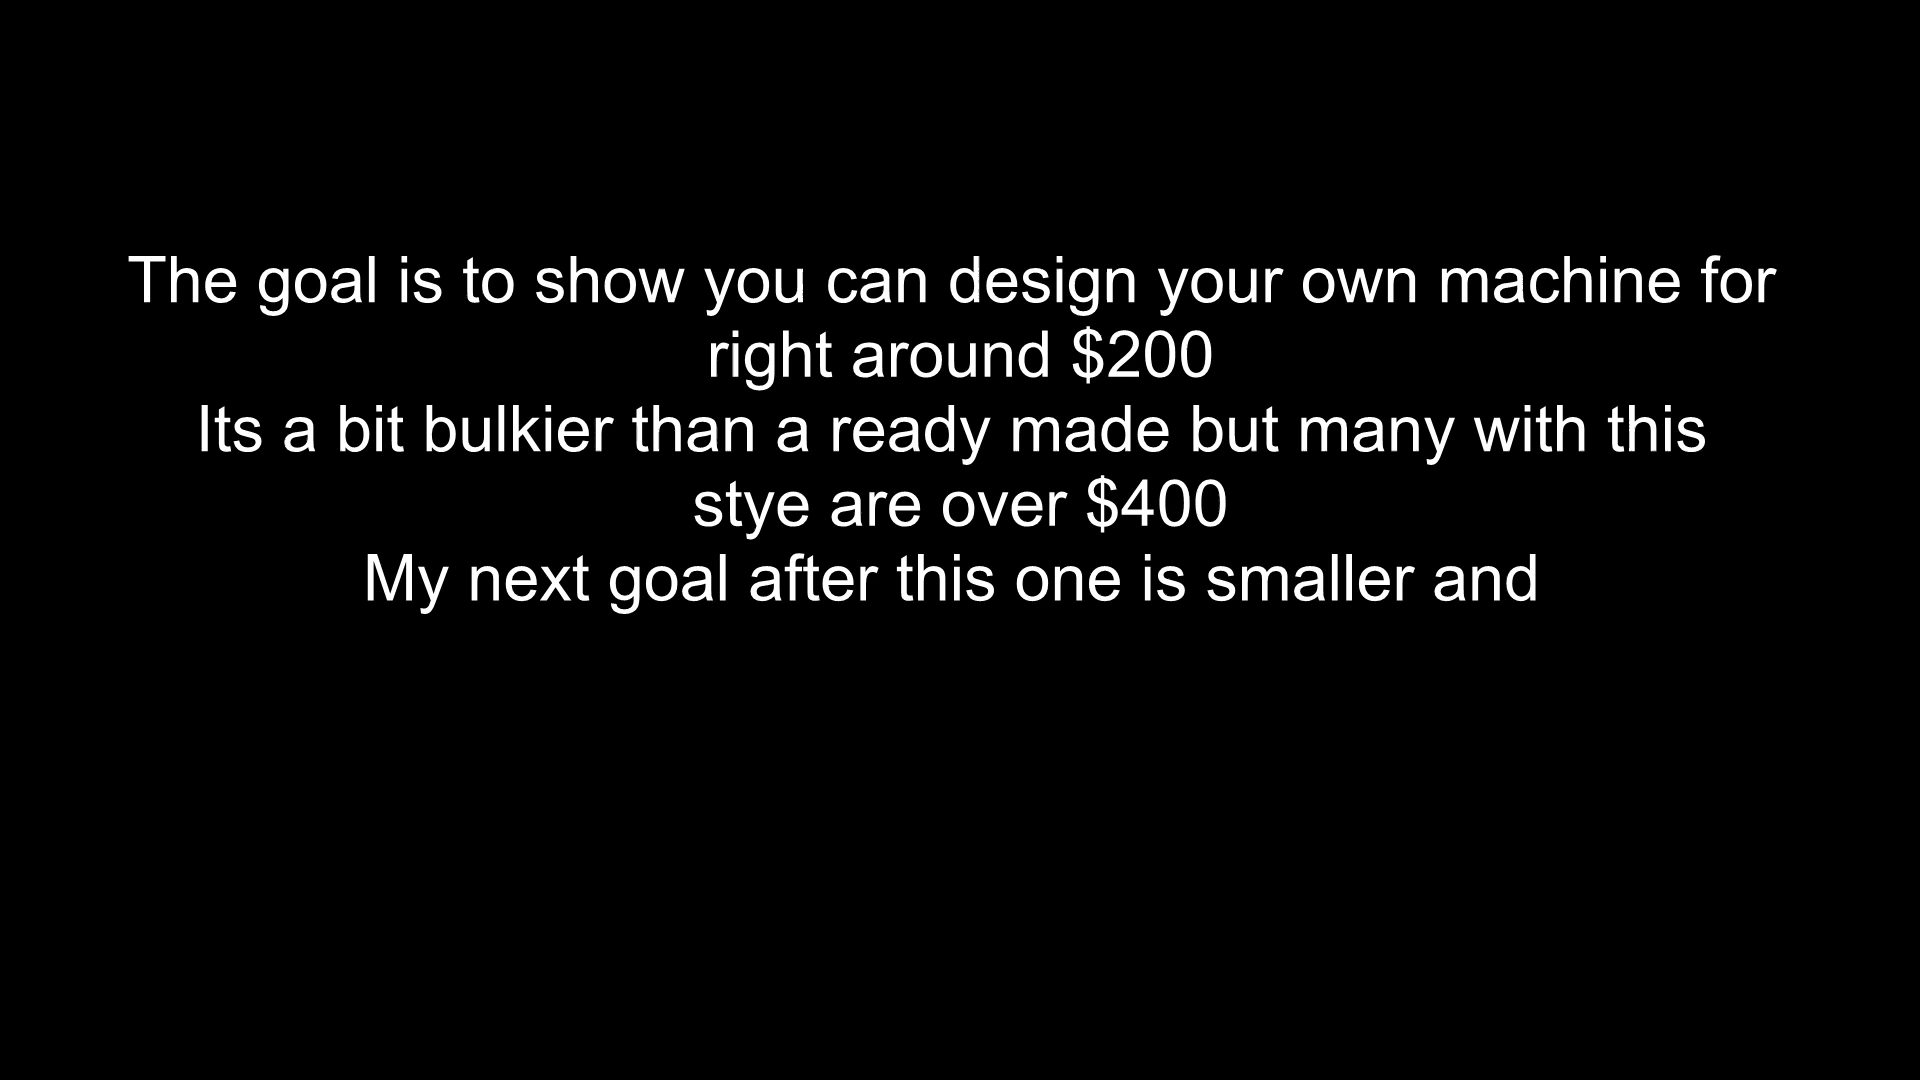 The goal is to show you can design your own machine for
right around $200
Its a bit bulkier than a ready made but many with this
stye are over $400
My next goal after this one is smaller and